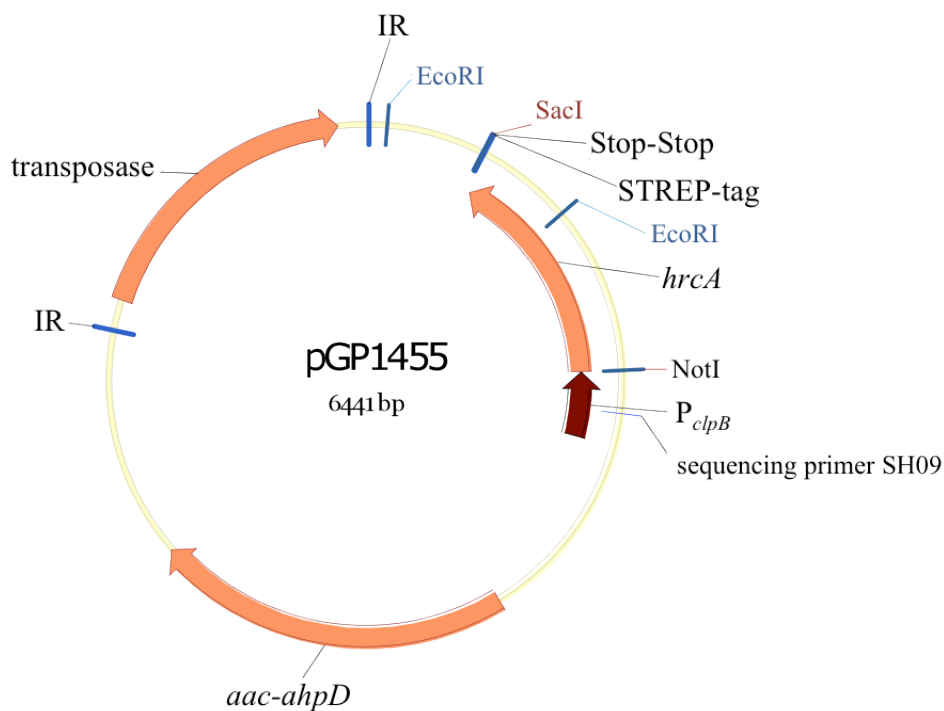 IR
EcoRI
SacI
Stop-Stop
transposase
STREP-tag
EcoRI
hrcA
IR
pGP1455
NotI
6441bp
PclpB
sequencing primer SH09
aac-ahpD